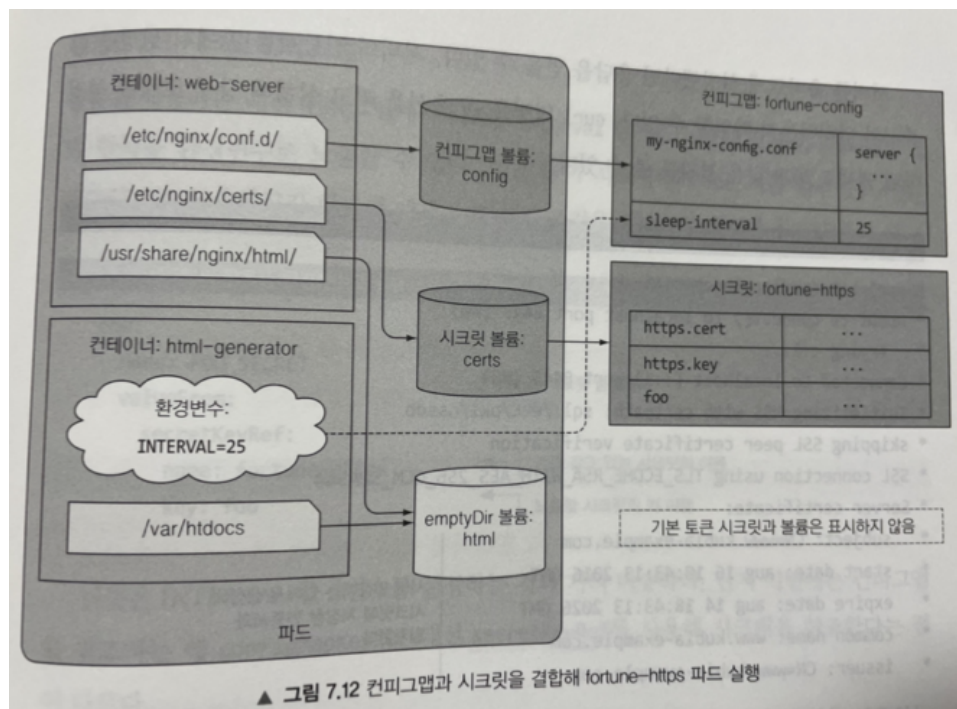 컨테이너: web-server
/etc/nginx/conf.d/
/etc/nginx/certs/
/usr/share/nginx/html/
컨테이너: html-generator
환경변수:
INTERVAL=25
/var/htdocs
컨피그맵 볼륨:
config
시크릿 볼륨:
certs
emptyDir 볼륨:
html
파드
컨피그맵: fortune-config
my-nginx-config.conf
server {
...
}
sleep-interval
25
시크릿: fortune-https
https.cert
...
https.key
...
foo
...
기본 토큰 시크릿과 볼륨은 표시하지 않음
▲ 그림 7.12 컨피그맵과 시크릿을 결합해 fortune-https 파드 실행